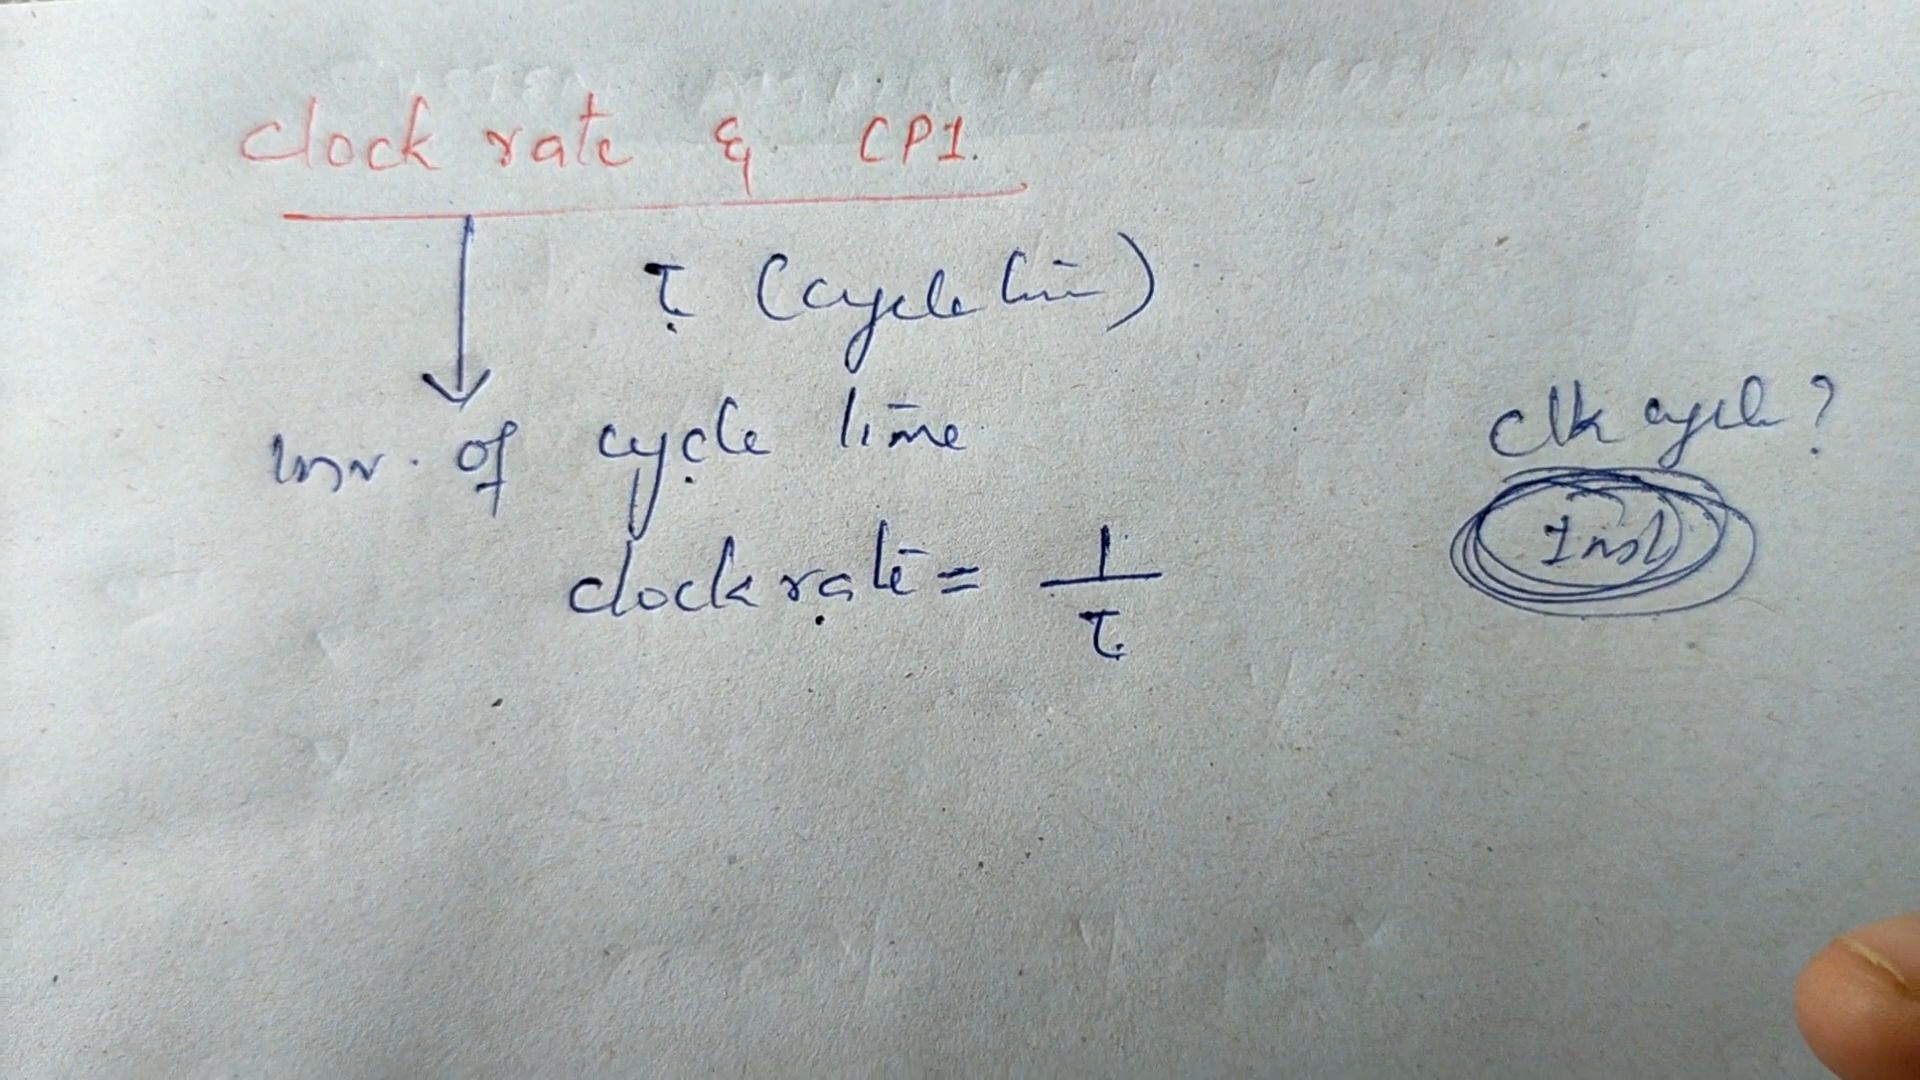 clock rate & CPI.
τ (cycle time)
inv. of cycle time
clock rate = 1/τ
clk cycle?
Inst